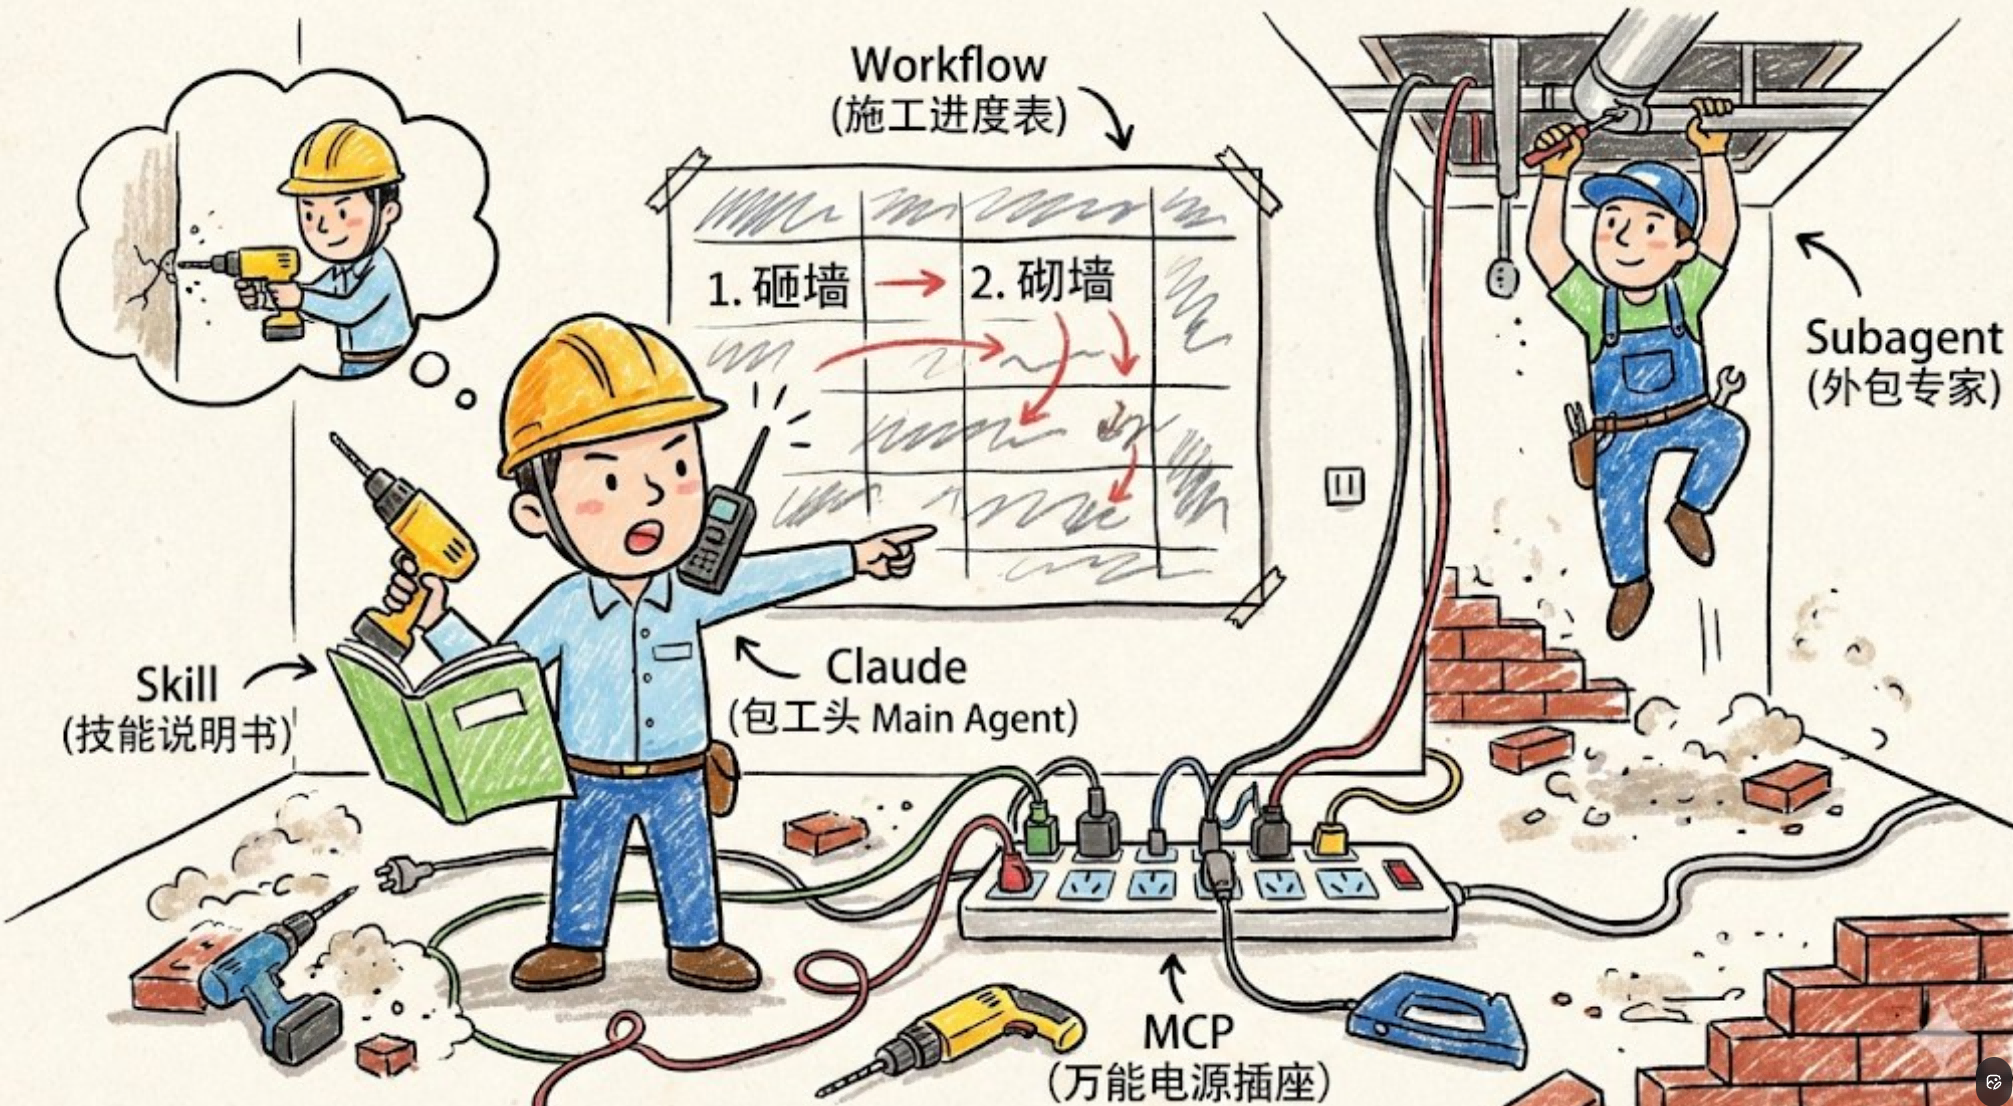 Workflow
(施工进度表)
1. 砸墙
2. 砌墙
Subagent
(外包专家)
Skill
(技能说明书)
Claude
(包工头 Main Agent)
MCP
(万能电源插座)